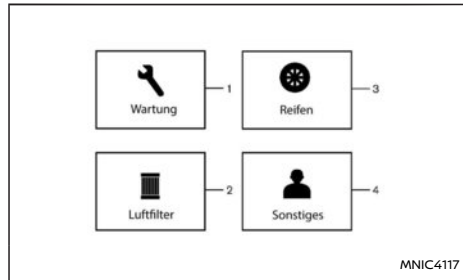 Wartung
1
Reifen
3
Luftfilter
2
Sonstiges
4
MNIC4117